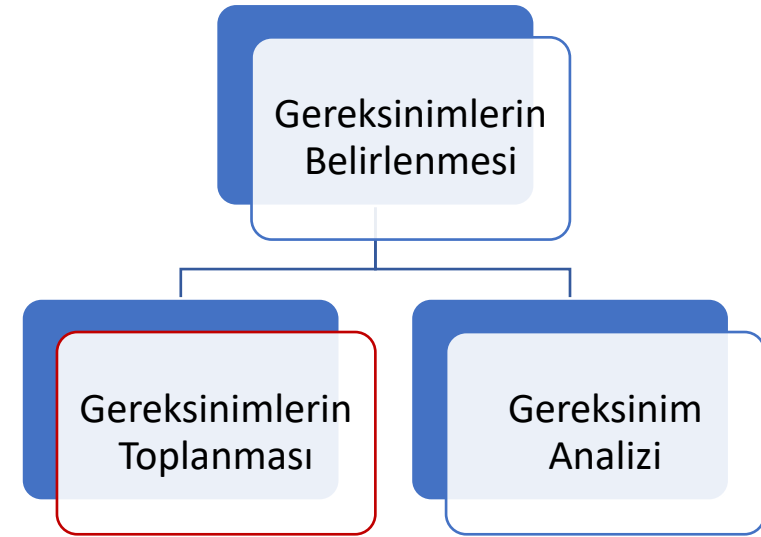 Gereksinimlerin
Belirlenmesi
Gereksinimlerin
Toplanması
Gereksinim
Analizi